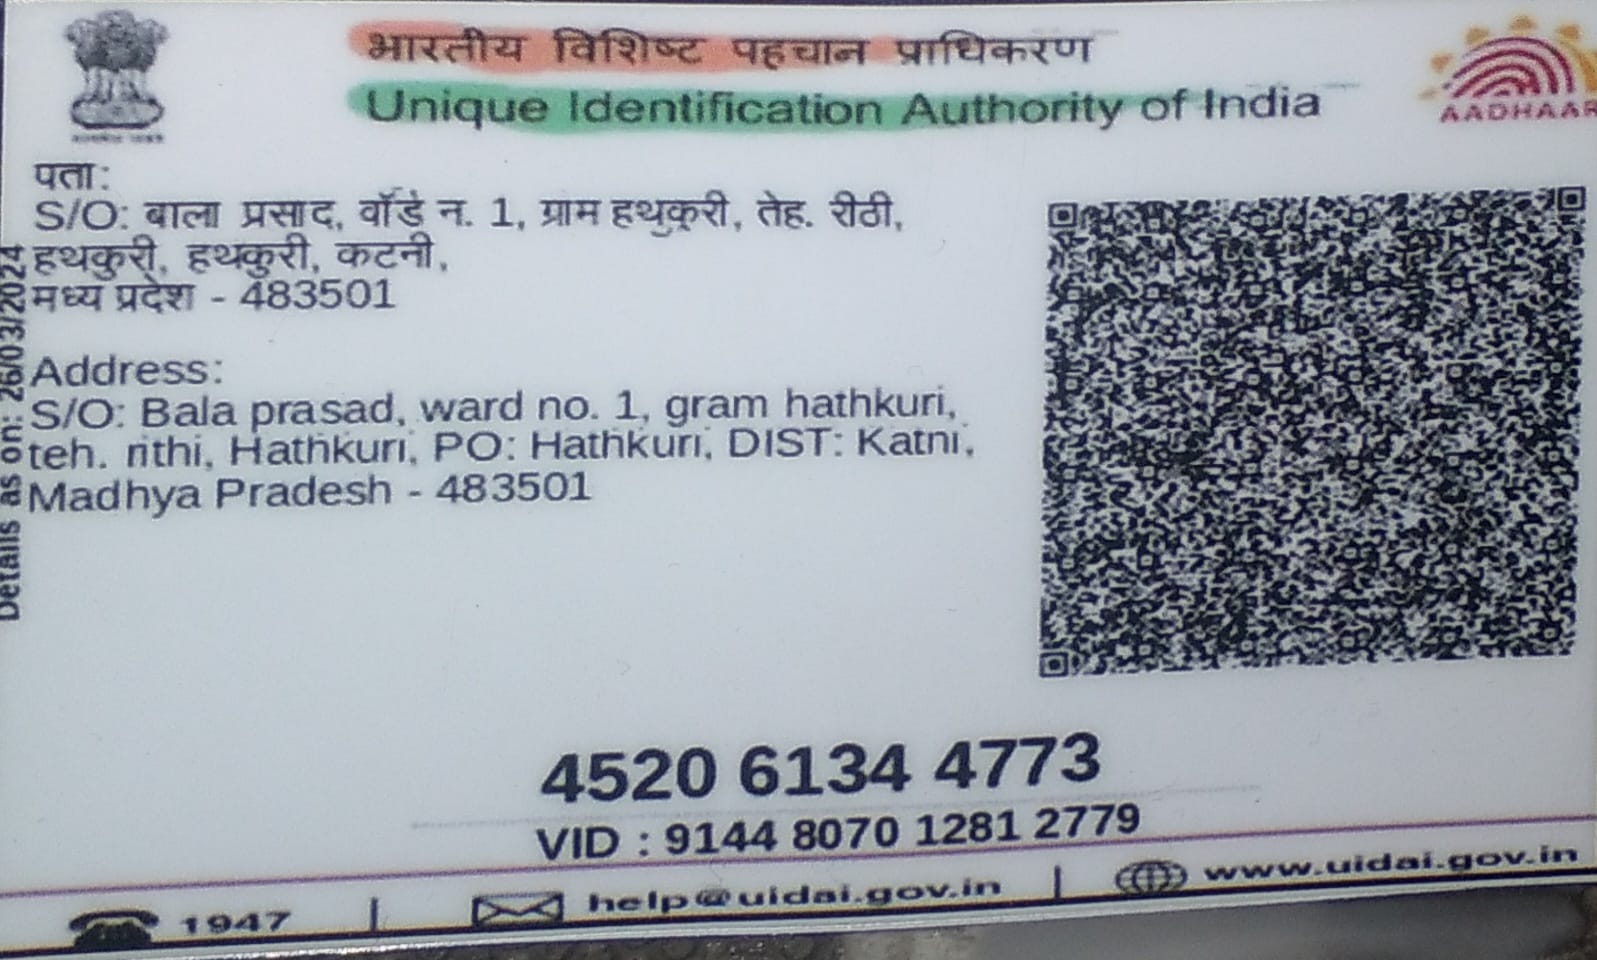 भारतीय विशिष्ट पहचान प्राधिकरण
Unique Identification Authority of India
AADHAAR
पता:
S/O: बाला प्रसाद, वॉर्ड न. 1, ग्राम हथकुरी, तेह. रीठी,
हथकुरी, हथकुरी, कटनी,
मध्य प्रदेश - 483501
Address:
S/O: Bala prasad, ward no. 1, gram hathkuri,
teh. rithi, Hathkuri, PO: Hathkuri, DIST: Katni,
Madhya Pradesh - 483501
Details as on: 26/03/2024
4520 6134 4773
VID : 9144 8070 1281 2779
1947
help@uidai.gov.in
www.uidai.gov.in